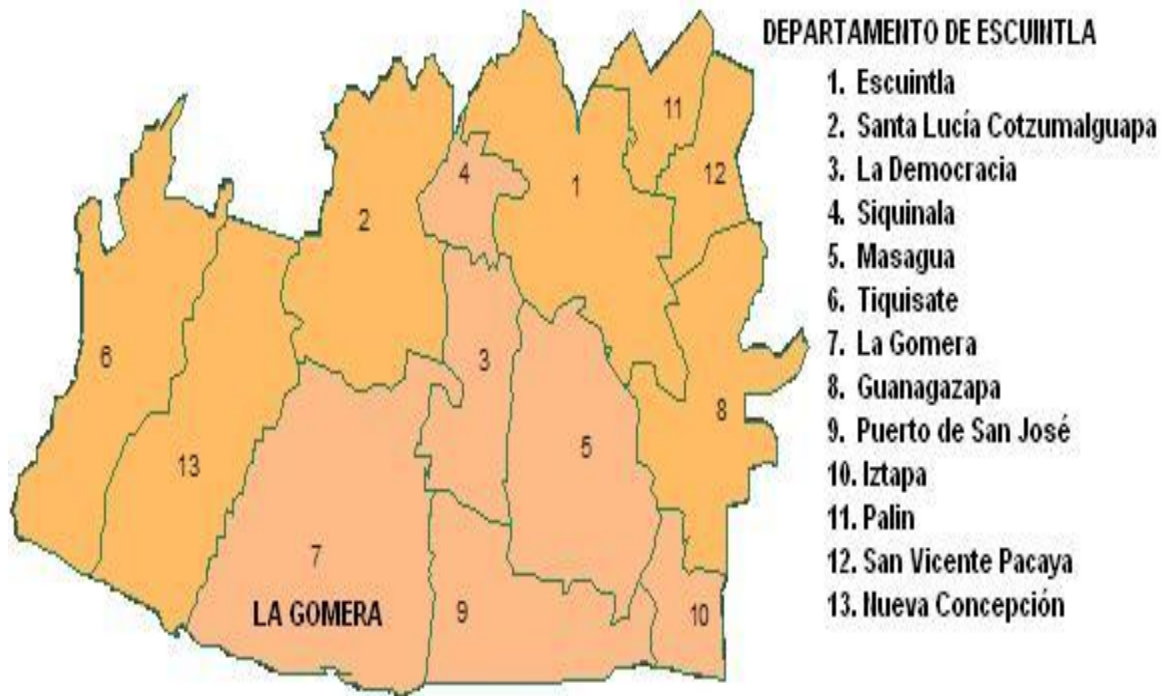 DEPARTAMENTO DE ESCUINTLA
1. Escuintla
2. Santa Lucía Cotzumalguapa
3. La Democracia
4. Siquinala
5. Masagua
6. Tiquisate
7. La Gomera
8. Guanagazapa
9. Puerto de San José
10. Iztapa
11. Palin
12. San Vicente Pacaya
13. Nueva Concepción
11
12
4
1
2
6
3
8
5
13
7
LA GOMERA
9
10